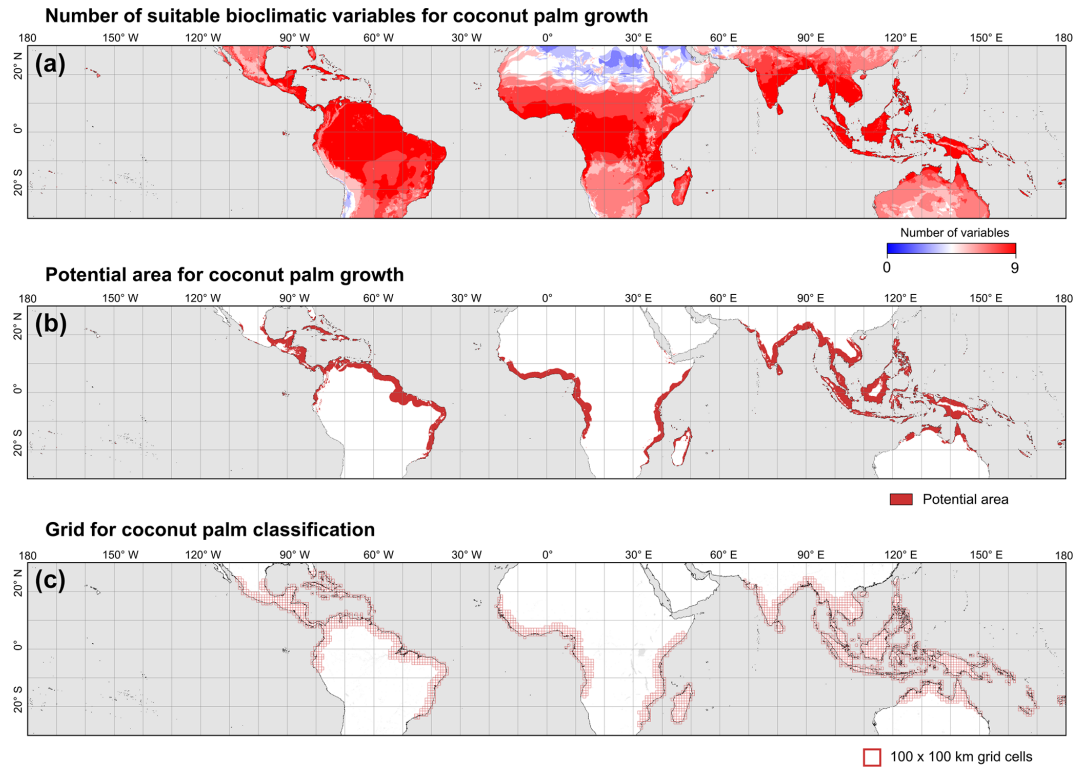 Number of suitable bioclimatic variables for coconut palm growth
180 150° W 120° W 90° W 60° W 30° W 0° 30° E 60° E 90 E 120° E 150° E 180
(a)
20° N
0°
20° S
Number of variables
0 9
Potential area for coconut palm growth
180 150° W 120° W 90° W 60° W 30° W 0° 30° E 60° E 90 E 120° E 150° E 180
(b)
20° N
0°
20° S
Potential area
Grid for coconut palm classification
180 150° W 120° W 90° W 60° W 30° W 0° 30° E 60° E 90 E 120° E 150° E 180
(c)
20° N
0°
20° S
100 x 100 km grid cells